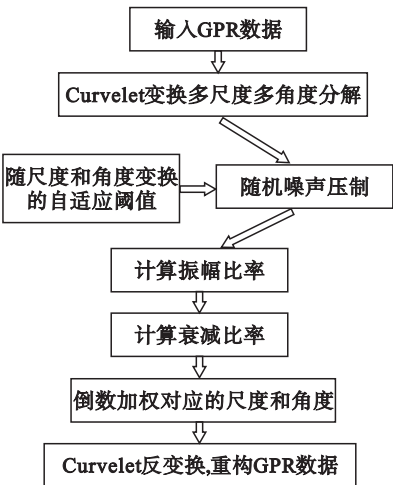 输入GPR数据
Curvelet变换多尺度多角度分解
随尺度和角度变换
的自适应阈值
随机噪声压制
计算振幅比率
计算衰减比率
倒数加权对应的尺度和角度
Curvelet反变换,重构GPR数据